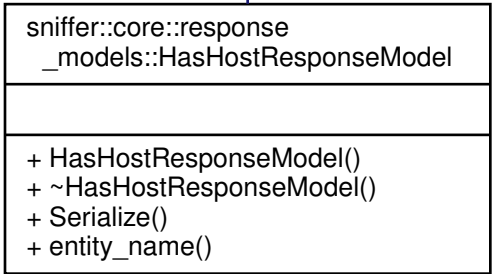 sniffer::core::response
_models::HasHostResponseModel
+ HasHostResponseModel()
+ ~HasHostResponseModel()
+ Serialize()
+ entity_name()